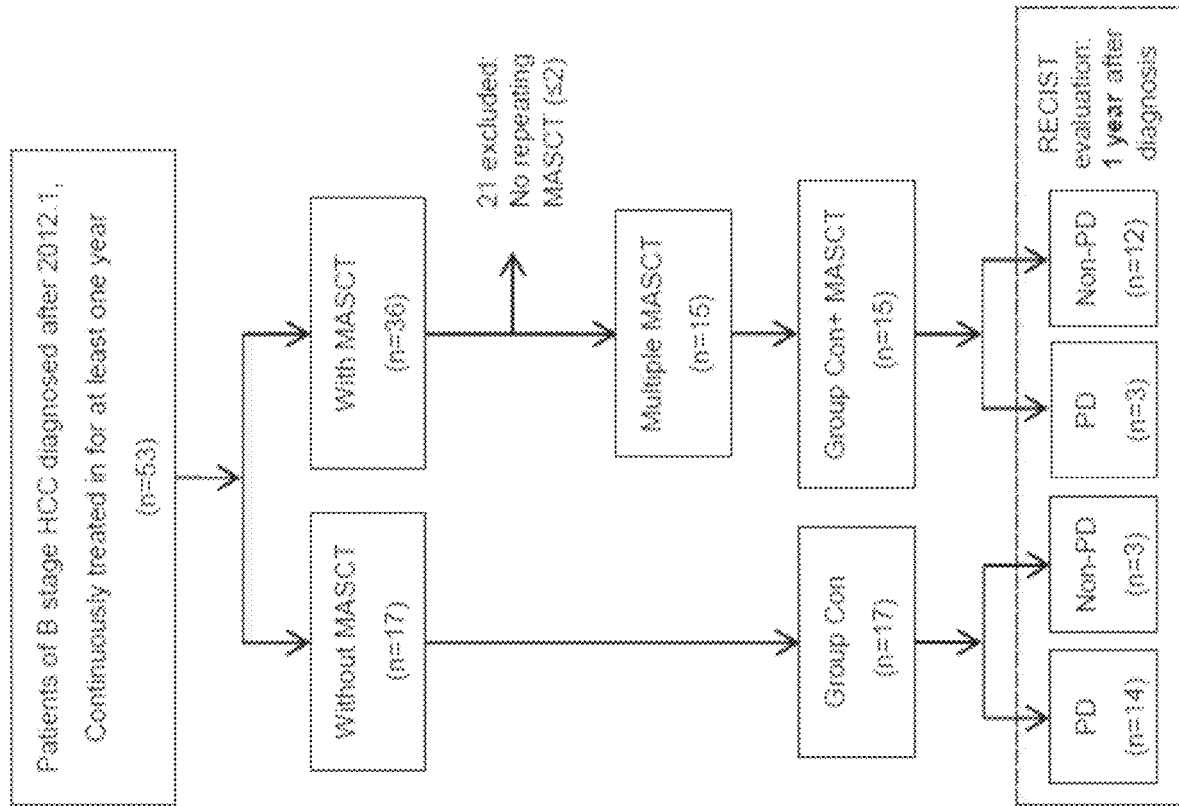 Patients of B stage HCC diagnosed after 2012.1,
Continuously treated in for at least one year
(n=53)
Without MASCT
(n=17)
With MASCT
(n=36)
21 excluded:
No repeating
MASCT (≤2)
Multiple MASCT
(n=15)
Group Con
(n=17)
Group Con+ MASCT
(n=15)
PD
(n=14)
Non-PD
(n=3)
PD
(n=3)
Non-PD
(n=12)
RECIST
evaluation:
1 year after
diagnosis